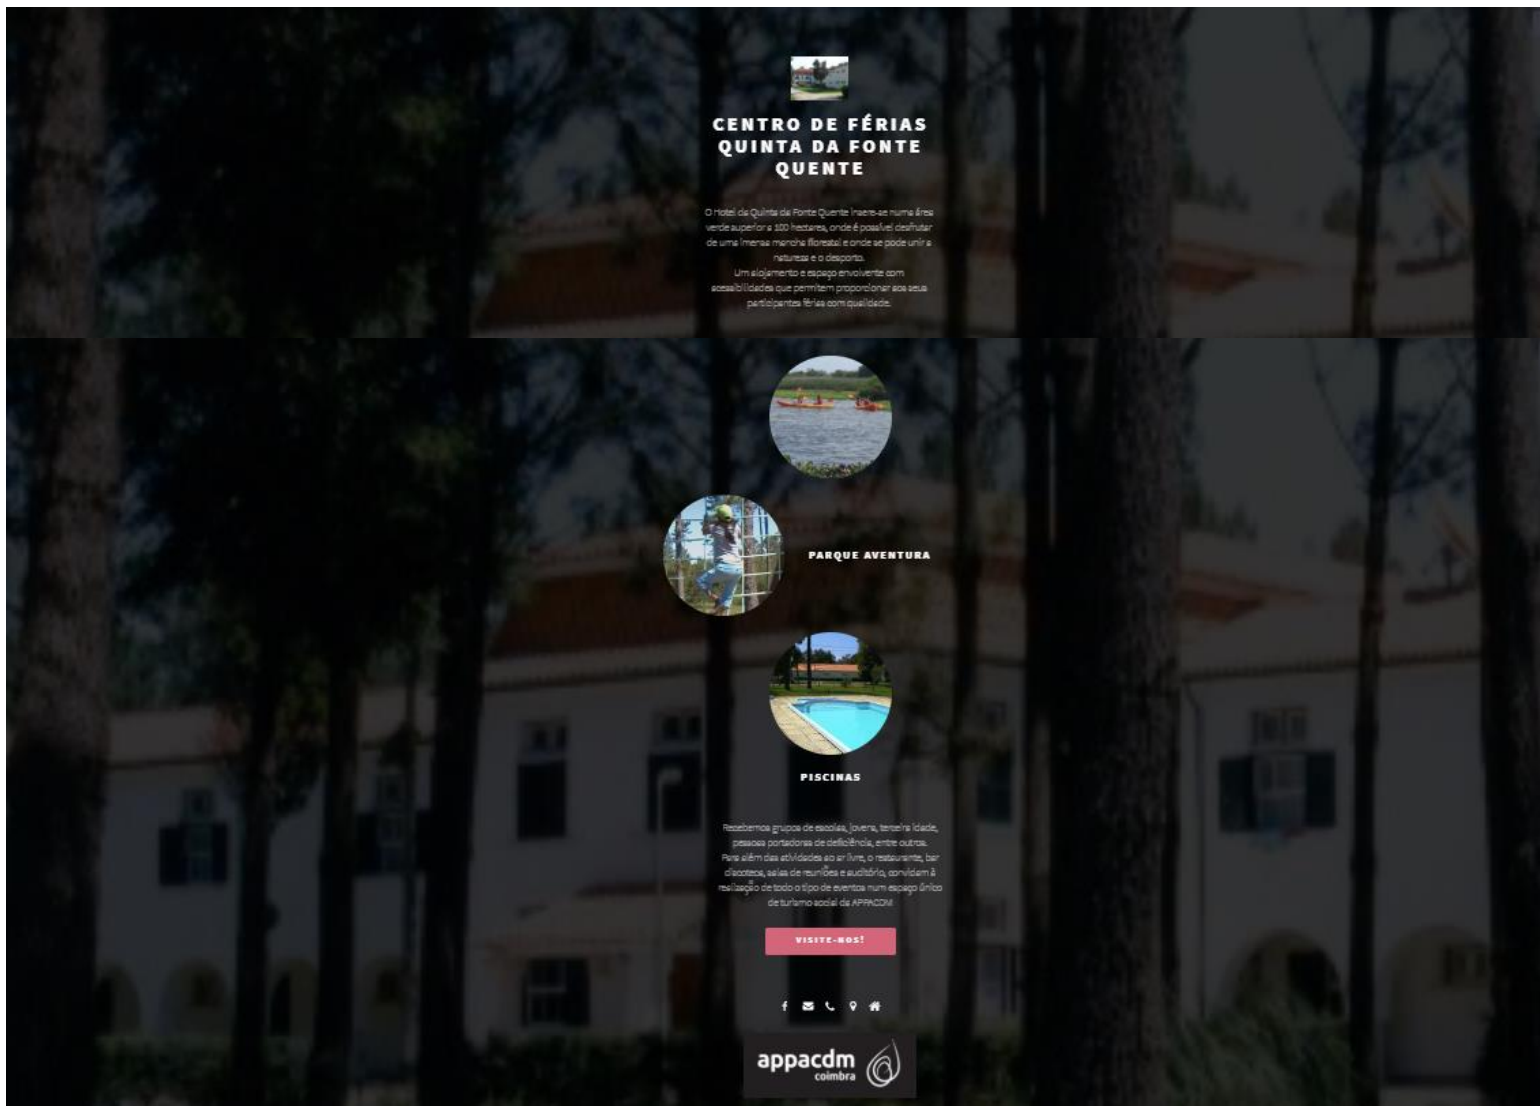 CENTRO DE FÉRIAS
QUINTA DA FONTE
QUENTE
O Hotel da Quinta da Fonte Quente insere-se numa área
verde superior a 100 hectares, onde é possível desfrutar
de uma imensa mancha florestal e onde se pode unir a
natureza e o desporto.
Um alojamento e espaço envolvente com
acessibilidades que permitem proporcionar aos seus
participantes férias com qualidade.
PARQUE AVENTURA
PISCINAS
Recebemos grupos de escolas, jovens, terceira idade,
pessoas portadoras de deficiência, entre outros.
Para além das atividades ao ar livre, o restaurante, bar
discoteca, salas de reuniões e auditório, convidam à
realização de todo o tipo de eventos num espaço único
de turismo social da APPACDM
VISITE-NOS!
appacdm
coimbra